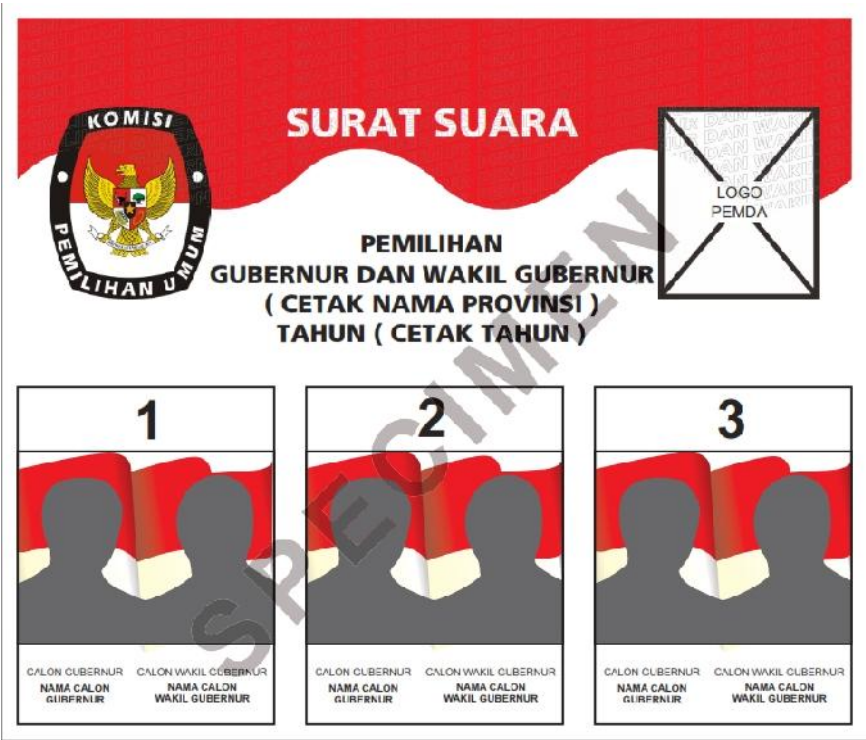 SURAT SUARA
KOMISI
PEMILIHAN UMUM
LOGO
PEMDA
PEMILIHAN
GUBERNUR DAN WAKIL GUBERNUR
( CETAK NAMA PROVINSI )
TAHUN ( CETAK TAHUN )
SPECIMEN
1
2
3
CALON GUBERNUR CALON WAKIL GUBERNUR
NAMA CALON GUBERNUR NAMA CALON WAKIL GUBERNUR
CALON GUBERNUR CALON WAKIL GUBERNUR
NAMA CALON GUBERNUR NAMA CALON WAKIL GUBERNUR
CALON GUBERNUR CALON WAKIL GUBERNUR
NAMA CALON GUBERNUR NAMA CALON WAKIL GUBERNUR